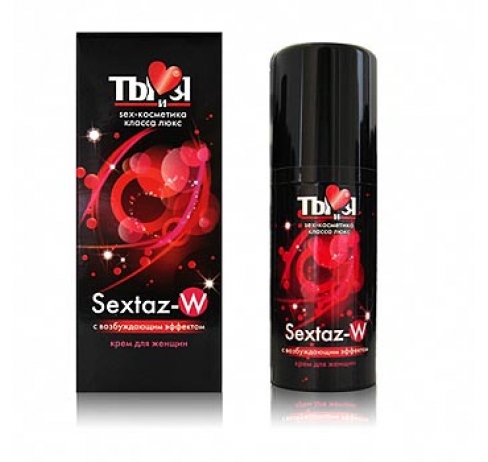 ТЫ Я
и
sex-косметика
класса люкс
Sextaz-W
с возбуждающим эффектом
крем для женщин
ТЫ Я
и
sex-косметика
класса люкс
Sextaz-W
с возбуждающим эффектом
крем для женщин